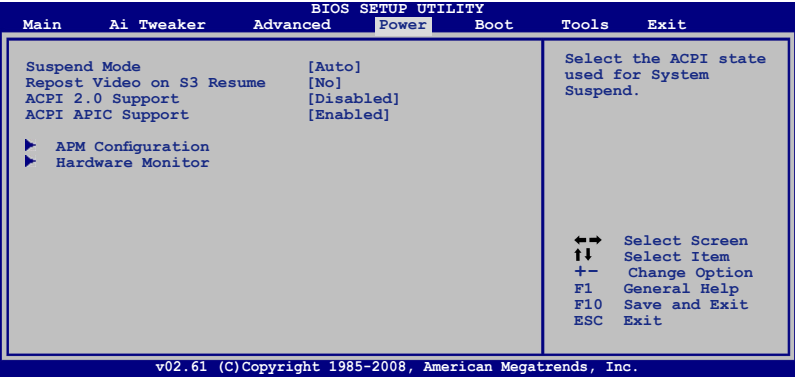 BIOS SETUP UTILITY
Main Ai Tweaker Advanced Power Boot Tools Exit
Suspend Mode [Auto]
Repost Video on S3 Resume [No]
ACPI 2.0 Support [Disabled]
ACPI APIC Support [Enabled]
APM Configuration
Hardware Monitor
Select the ACPI state
used for System
Suspend.
←→ Select Screen
↑↓ Select Item
+- Change Option
F1 General Help
F10 Save and Exit
ESC Exit
v02.61 (C)Copyright 1985-2008, American Megatrends, Inc.